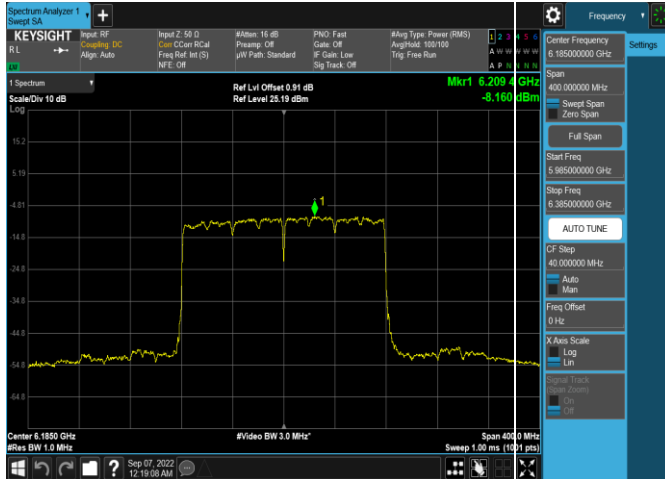 Spectrum Analyzer 1
Swept SA
KEYSIGHT
RL
Input: RF
Coupling: DC
Align: Auto
Input Z: 50 Ω
Corr CCorr RCal
Freq Ref: Int (S)
NFE: Off
#Atten: 16 dB
Preamp: Off
µW Path: Standard
PNO: Fast
Gate: Off
IF Gain: Low
Sig Track: Off
#Avg Type: Power (RMS)
Avg|Hold: 100/100
Trig: Free Run
1 2 3 4 5 6
A W W W W W
A P N N N N
1 Spectrum
Scale/Div 10 dB
Log
Ref Lvl Offset 0.91 dB
Ref Level 25.19 dBm
Mkr1 6.209 4 GHz
-8.160 dBm
15.2
5.19
-4.81
-14.8
-24.8
-34.8
-44.8
-54.8
-64.8
1
Center 6.1850 GHz
#Res BW 1.0 MHz
#Video BW 3.0 MHz*
Span 400.0 MHz
Sweep 1.00 ms (1001 pts)
Sep 07, 2022
12:19:08 AM
Frequency
Settings
Center Frequency
6.185000000 GHz
Span
400.000000 MHz
Swept Span
Zero Span
Full Span
Start Freq
5.985000000 GHz
Stop Freq
6.385000000 GHz
AUTO TUNE
CF Step
40.000000 MHz
Auto
Man
Freq Offset
0 Hz
X Axis Scale
Log
Lin
Signal Track
(Span Zoom)
On
Off